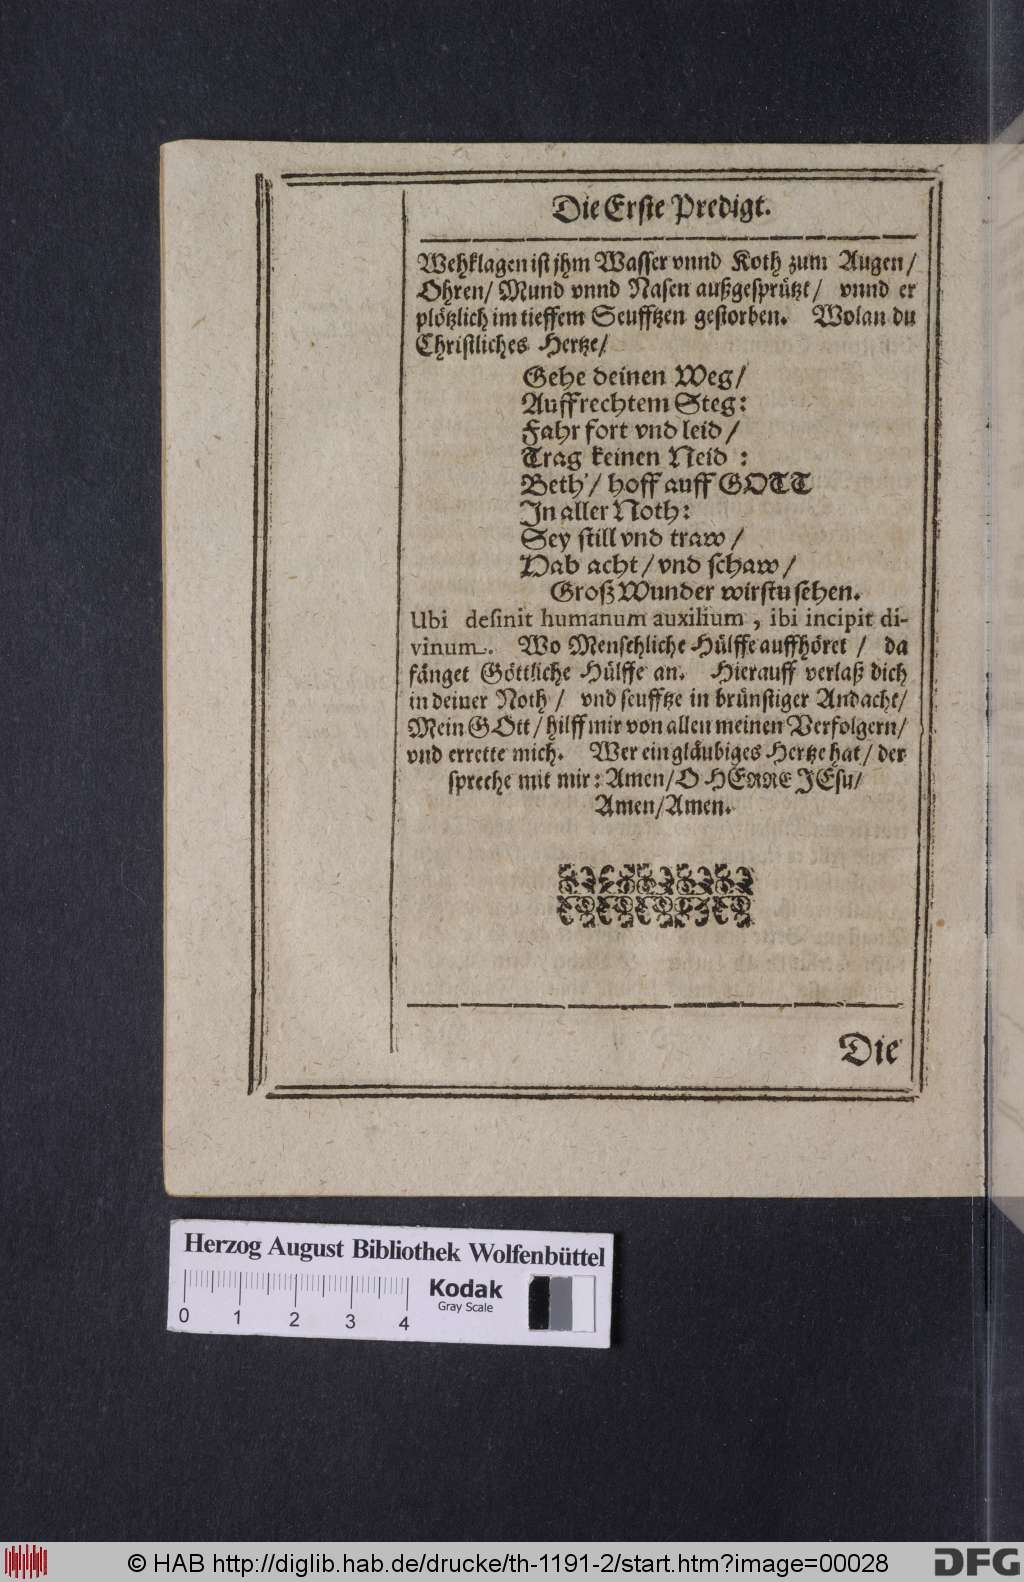 Die Erste Predigt.
Wehklagen ist jhm Wasser vnnd Koth zum Augen/
Ohren/ Mund vnnd Nasen außgesprützt/ vnnd er
plötzlich im tieffem Seufftzen gestorben. Wolan du
Christliches Hertze/
Gehe deinen Weg/
Auff rechtem Steg:
Fahr fort vnd leid/
Trag keinen Neid:
Beth'/ hoff auff GOTT
In aller Noth:
Sey still vnd traw/
Hab acht/ vnd schaw/
Groß Wunder wirstu sehen.
Ubi desinit humanum auxilium, ibi incipit di-
vinum. Wo Menschliche Hülffe auffhöret/ da
fänget Göttliche Hülffe an. Hierauff verlaß dich
in deiner Noth/ vnd seufftze in brünstiger Andacht/
Mein GOtt/ hilff mir von allen meinen Verfolgern/
vnd errette mich. Wer ein gläubiges Hertze hat/ der
spreche mit mir: Amen/ O HERRE JEsu/
Amen/ Amen.
Die
Herzog August Bibliothek Wolfenbüttel
Kodak
Gray Scale
0 1 2 3 4
© HAB http://diglib.hab.de/drucke/th-1191-2/start.htm?image=00028
DFG